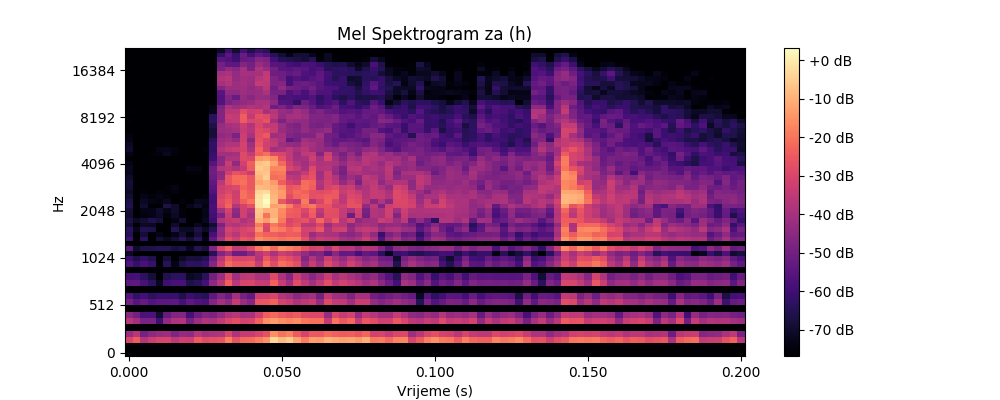 Mel Spektrogram za (h)
16384
8192
4096
2048
1024
512
0
Hz
0.000 0.050 0.100 0.150 0.200
Vrijeme (s)
+0 dB
-10 dB
-20 dB
-30 dB
-40 dB
-50 dB
-60 dB
-70 dB